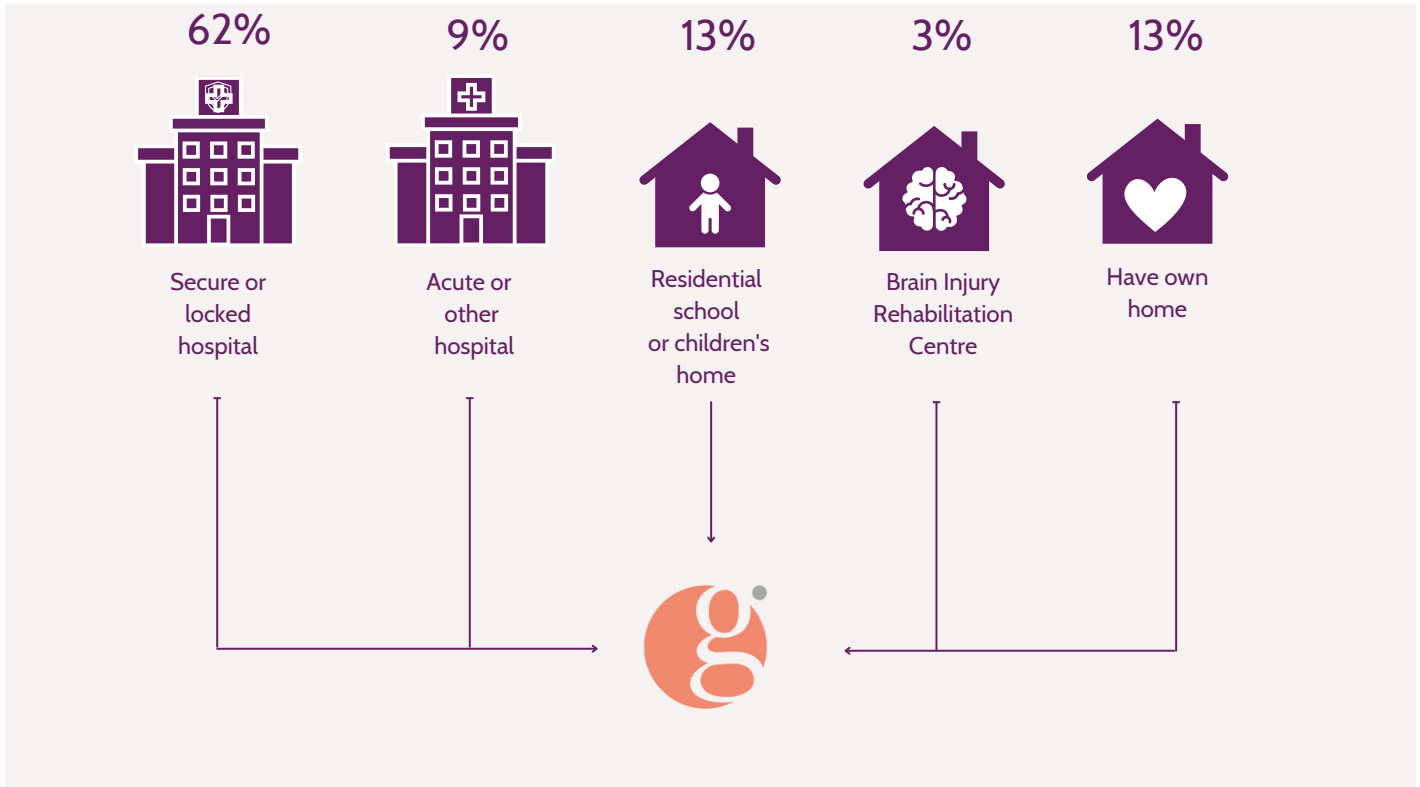 62%
9%
13%
3%
13%
Secure or
locked
hospital
Acute or
other
hospital
Residential
school
or children's
home
Brain Injury
Rehabilitation
Centre
Have own
home
g